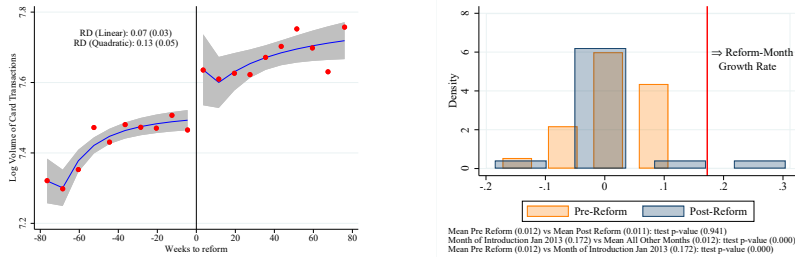 RD (Linear): 0.07 (0.03)
RD (Quadratic): 0.13 (0.05)
Log Volume of Card Transactions
7.8
7.6
7.4
7.2
-80 -60 -40 -20 0 20 40 60 80
Weeks to reform
Density
8
6
4
2
0
⇒ Reform-Month
Growth Rate
-.2 -.1 0 .1 .2 .3
Pre-Reform Post-Reform
Mean Pre Reform (0.012) vs Mean Post Reform (0.011): ttest p-value (0.941)
Month of Introduction Jan 2013 (0.172) vs Mean All Other Months (0.012): ttest p-value (0.000)
Mean Pre Reform (0.012) vs Month of Introduction Jan 2013 (0.172): ttest p-value (0.000)